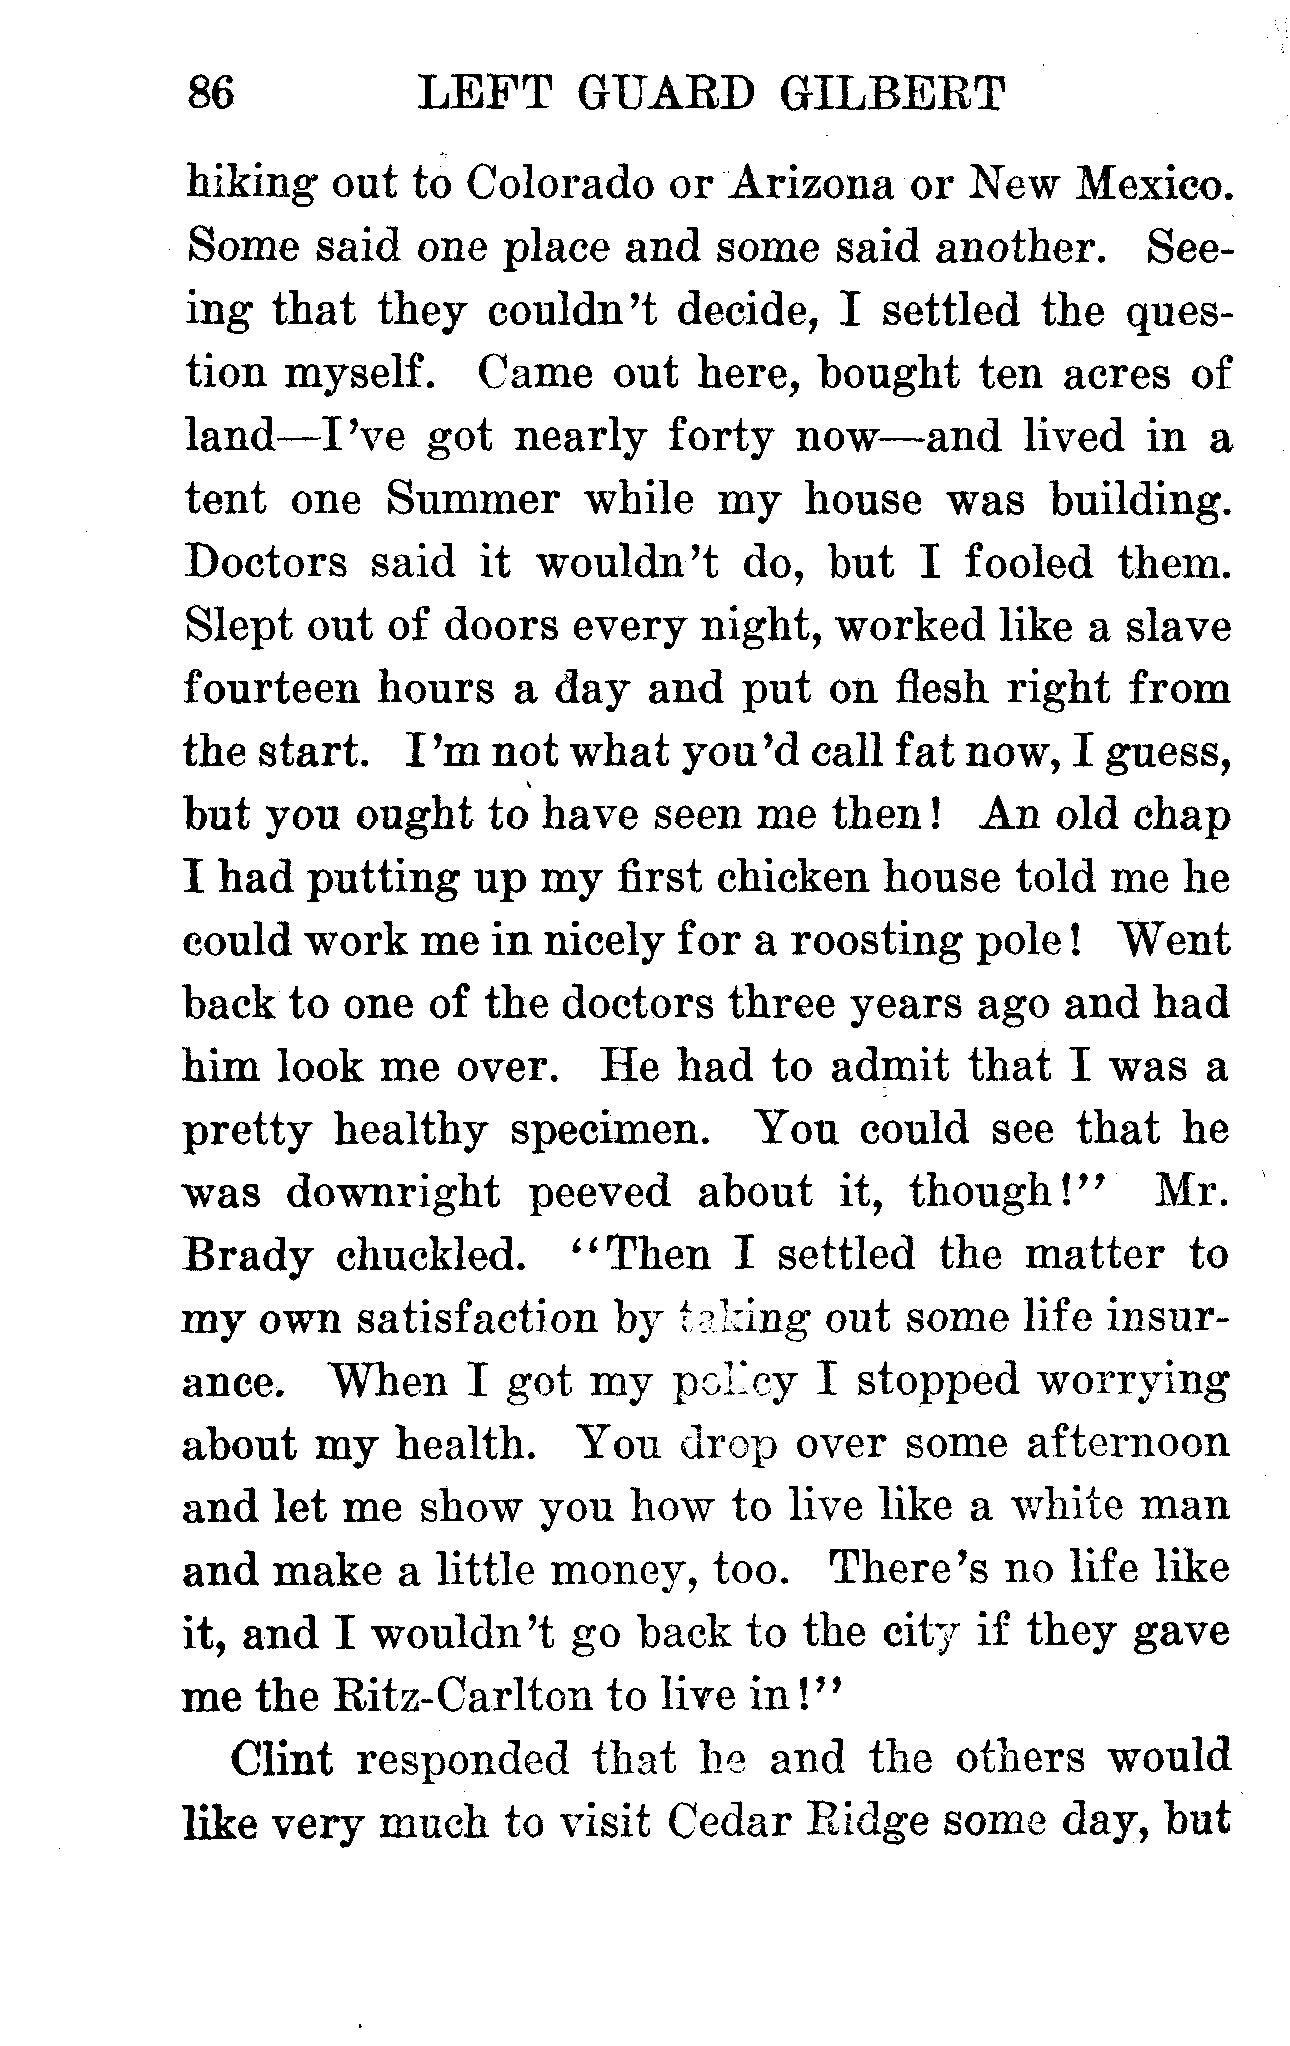 86 LEFT GUARD GILBERT
hiking out to Colorado or Arizona or New Mexico.
Some said one place and some said another. See-
ing that they couldn't decide, I settled the ques-
tion myself. Came out here, bought ten acres of
land—I've got nearly forty now—and lived in a
tent one Summer while my house was building.
Doctors said it wouldn't do, but I fooled them.
Slept out of doors every night, worked like a slave
fourteen hours a day and put on flesh right from
the start. I'm not what you'd call fat now, I guess,
but you ought to have seen me then! An old chap
I had putting up my first chicken house told me he
could work me in nicely for a roosting pole! Went
back to one of the doctors three years ago and had
him look me over. He had to admit that I was a
pretty healthy specimen. You could see that he
was downright peeved about it, though!" Mr.
Brady chuckled. "Then I settled the matter to
my own satisfaction by taking out some life insur-
ance. When I got my policy I stopped worrying
about my health. You drop over some afternoon
and let me show you how to live like a white man
and make a little money, too. There's no life like
it, and I wouldn't go back to the city if they gave
me the Ritz-Carlton to live in!"
Clint responded that he and the others would
like very much to visit Cedar Ridge some day, but